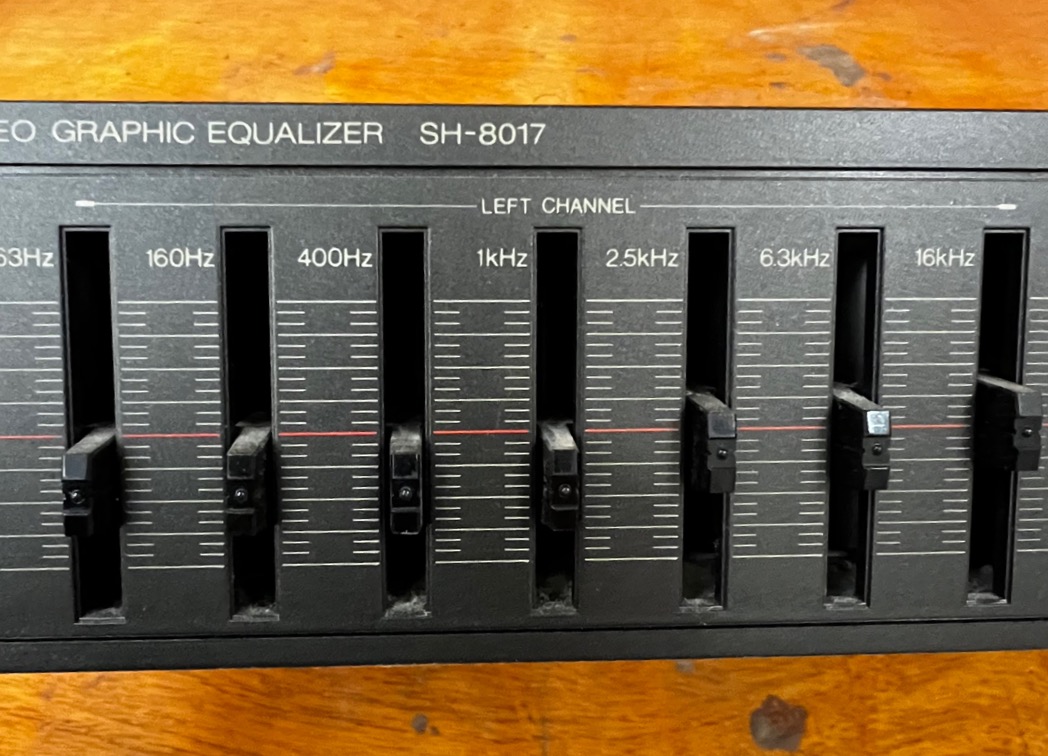 EO GRAPHIC EQUALIZER SH-8017
LEFT CHANNEL
63Hz 160Hz 400Hz 1kHz 2.5kHz 6.3kHz 16kHz